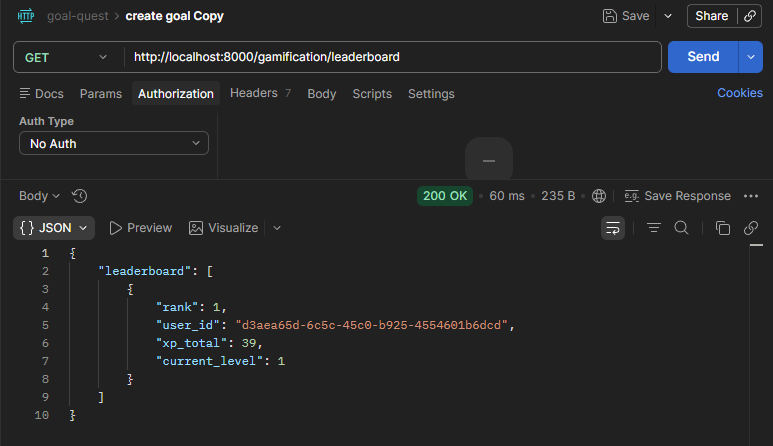 HTTP goal-quest > create goal Copy Save Share
GET http://localhost:8000/gamification/leaderboard Send
Docs Params Authorization Headers 7 Body Scripts Settings Cookies
Auth Type
No Auth
Body 200 OK • 60 ms • 235 B e.g. Save Response
{} JSON Preview Visualize
1 {
2 "leaderboard": [
3 {
4 "rank": 1,
5 "user_id": "d3aea65d-6c5c-45c0-b925-4554601b6dcd",
6 "xp_total": 39,
7 "current_level": 1
8 }
9 ]
10 }